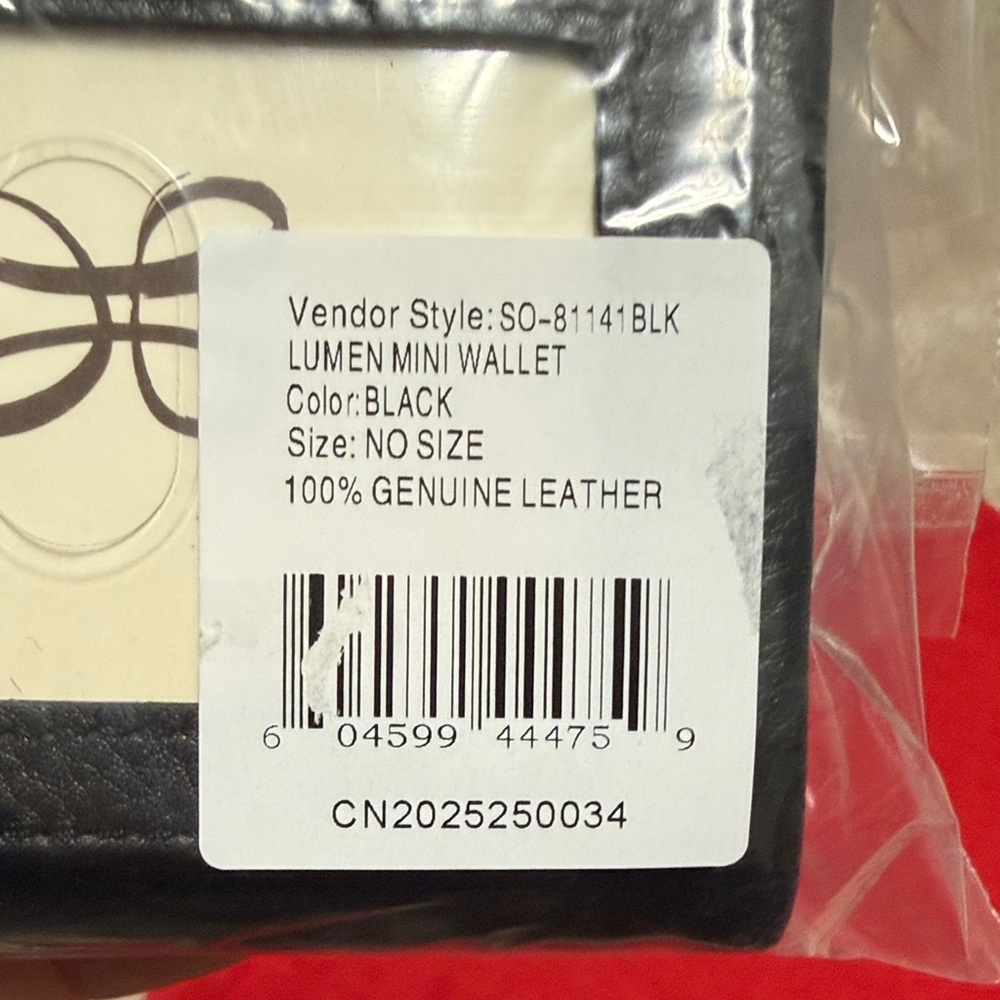 Vendor Style: SO-81141BLK
LUMEN MINI WALLET
Color: BLACK
Size: NO SIZE
100% GENUINE LEATHER
6 04599 44475 9
CN2025250034